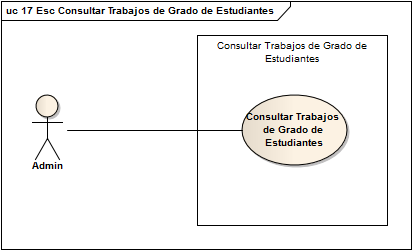 uc 17 Esc Consultar Trabajos de Grado de Estudiantes
Consultar Trabajos de Grado de
Estudiantes
Consultar Trabajos
de Grado de
Estudiantes
Admin